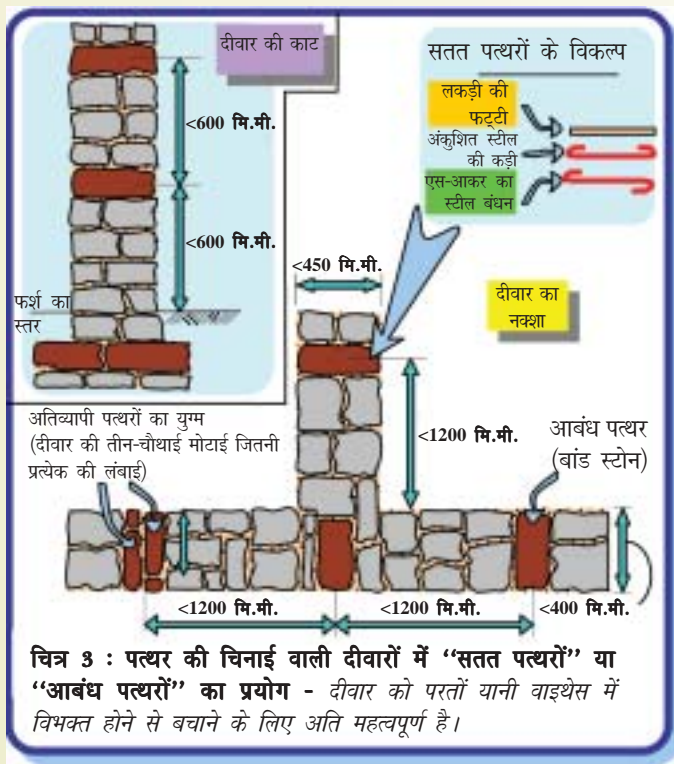 दीवार की काट
<600 मि.मी.
<600 मि.मी.
फर्श का
स्तर
सतत पत्थरों के विकल्प
लकड़ी की
फट्टी
अंकुशित स्टील
की कड़ी
एस-आकर का
स्टील बंधन
<450 मि.मी.
दीवार का
नक्शा
<1200 मि.मी.
आबंध पत्थर
(बांड स्टोन)
अतिव्यापी पत्थरों का युग्म
(दीवार की तीन-चौथाई मोटाई जितनी
प्रत्येक की लंबाई)
<1200 मि.मी.
<1200 मि.मी.
<400 मि.मी.
चित्र 3 : पत्थर की चिनाई वाली दीवारों में “सतत पत्थरों” या
“आबंध पत्थरों” का प्रयोग - दीवार को परतों यानी वाइथेस में
विभक्त होने से बचाने के लिए अति महत्वपूर्ण है।